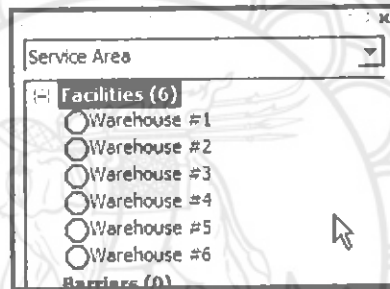 Service Area
Facilities (6)
Warehouse #1
Warehouse #2
Warehouse #3
Warehouse #4
Warehouse #5
Warehouse #6
Barriers (0)